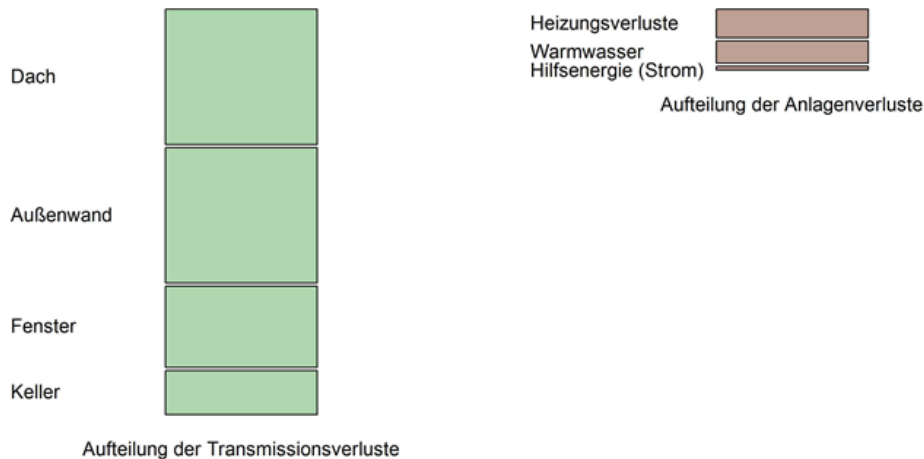 Dach
Außenwand
Fenster
Keller
Aufteilung der Transmissionsverluste
Heizungsverluste
Warmwasser
Hilfsenergie (Strom)
Aufteilung der Anlagenverluste